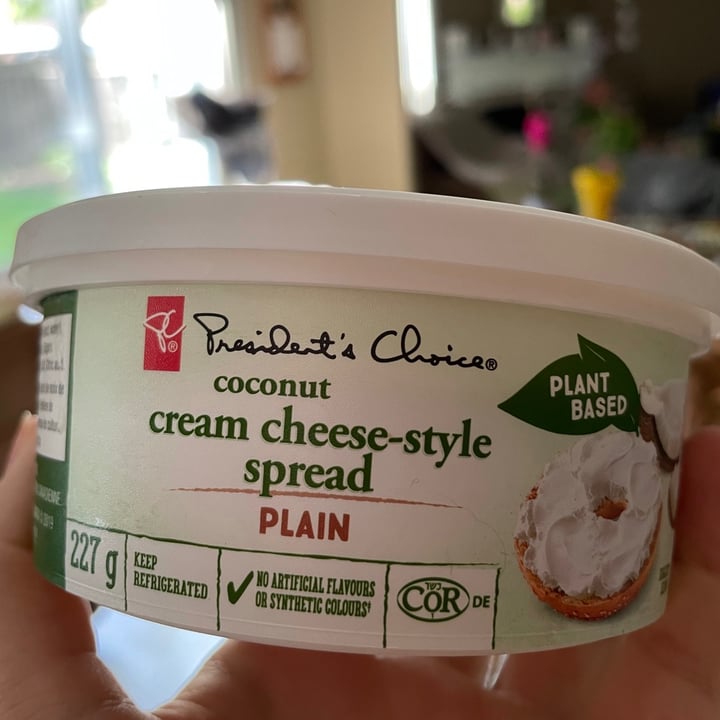 PC®
President's Choice®
coconut
cream cheese-style
spread
PLAIN
PLANT
BASED
227 g
KEEP
REFRIGERATED
NO ARTIFICIAL FLAVOURS
OR SYNTHETIC COLOURS†
כשר
COR DE